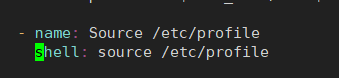 - name: Source /etc/profile
shell: source /etc/profile